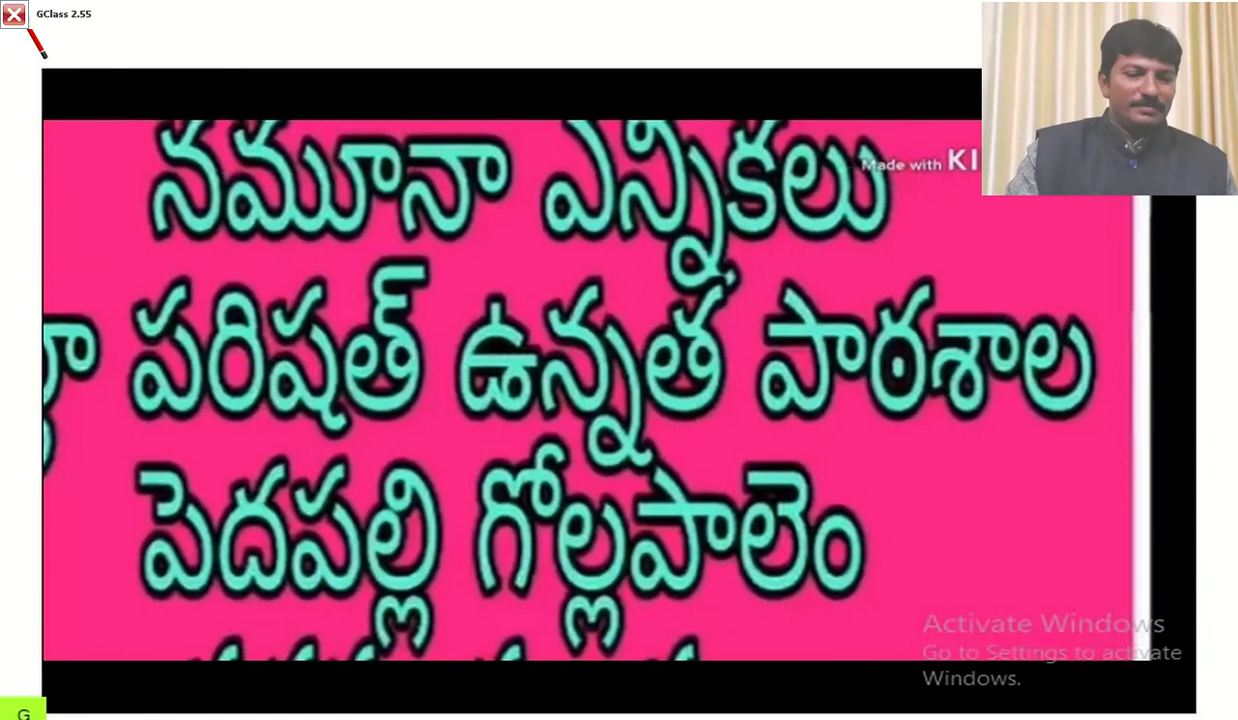 GClass 2.55
నమూనా ఎన్నికలు
Made with KI
పరిషత్ ఉన్నత పాఠశాల
పెదపల్లి గోల్లపాలెం
Activate Windows
Go to Settings to activate
Windows.
G